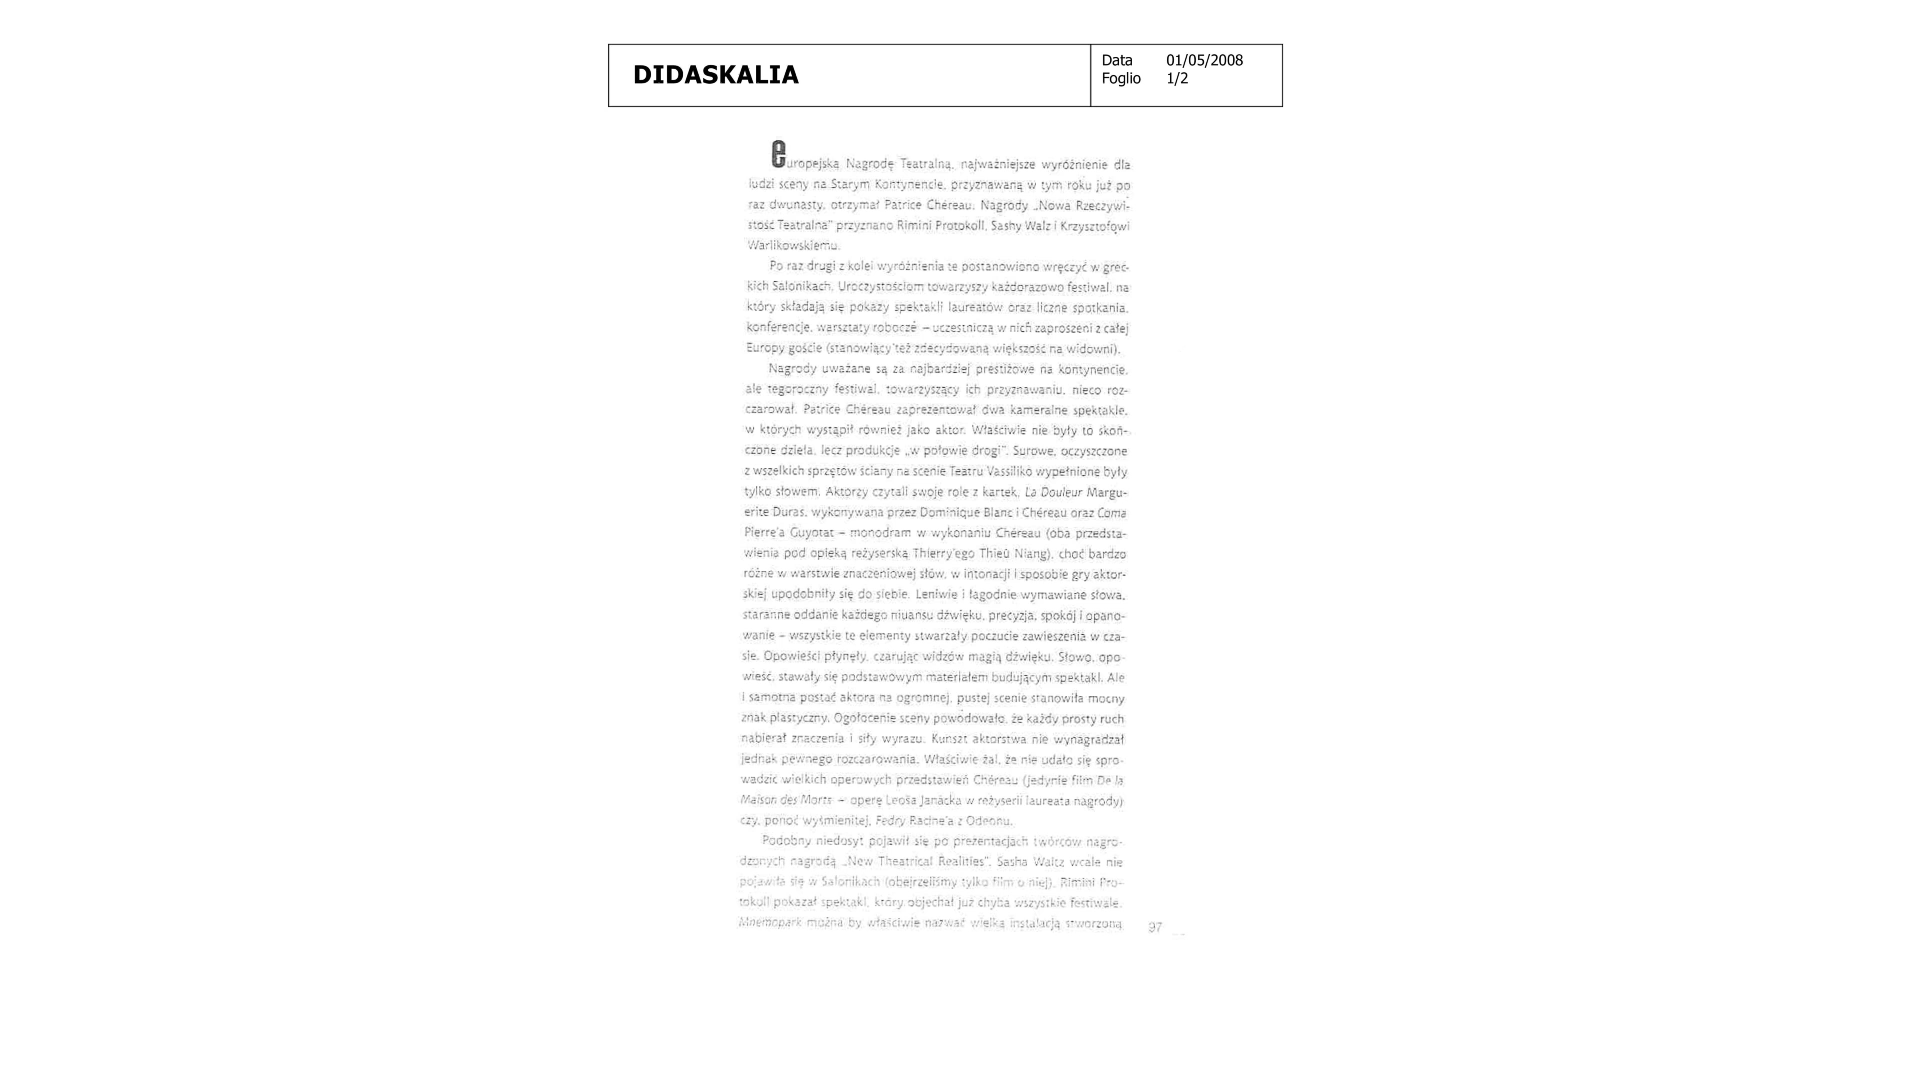 DIDASKALIA
Data 01/05/2008
Foglio 1/2
Europejską Nagrodę Teatralną, najważniejsze wyróżnienie dla
ludzi sceny na Starym Kontynencie, przyznawaną w tym roku już po
raz dwunasty, otrzymał Patrice Chéreau. Nagrody „Nowa Rzeczywi-
stość Teatralna” przyznano Rimini Protokoll, Sashy Walz i Krzysztofowi
Warlikowskiemu.
Po raz drugi z kolei wyróżnienia te postanowiono wręczyć w grec-
kich Salonikach. Uroczystościom towarzyszy każdorazowo festiwal, na
który składają się pokazy spektakli laureatów oraz liczne spotkania,
konferencje, warsztaty robocze – uczestniczą w nich zaproszeni z całej
Europy goście (stanowiący też zdecydowaną większość na widowni).
Nagrody uważane są za najbardziej prestiżowe na kontynencie,
ale tegoroczny festiwal, towarzyszący ich przyznawaniu, nieco roz-
czarował. Patrice Chéreau zaprezentował dwa kameralne spektakle,
w których wystąpił również jako aktor. Właściwie nie były to skoń-
czone dzieła, lecz produkcje „w połowie drogi”. Surowe, oczyszczone
z wszelkich sprzętów ściany na scenie Teatru Vassiliko wypełnione były
tylko słowem. Aktorzy czytali swoje role z kartek. La Douleur Margu-
erite Duras, wykonywana przez Dominique Blanc i Chéreau oraz Coma
Pierre'a Guyotat – monodram w wykonaniu Chéreau (oba przedsta-
wienia pod opieką reżyserską Thierry'ego Thieû Niang), choć bardzo
różne w warstwie znaczeniowej słów, w intonacji i sposobie gry aktor-
skiej upodobniły się do siebie. Leniwie i łagodnie wymawiane słowa,
staranne oddanie każdego niuansu dźwięku, precyzja, spokój i opano-
wanie – wszystkie te elementy stwarzały poczucie zawieszenia w cza-
sie. Opowieści płynęły, czarując widzów magią dźwięku. Słowo, opo-
wieść, stawały się podstawowym materiałem budującym spektakl. Ale
i samotna postać aktora na ogromnej, pustej scenie stanowiła mocny
znak plastyczny. Ogołocenie sceny powodowało, że każdy prosty ruch
nabierał znaczenia i siły wyrazu. Kunszt aktorstwa nie wynagradzał
jednak pewnego rozczarowania. Właściwie żal, że nie udało się spro-
wadzić wielkich operowych przedstawień Chéreau (jedynie film De la
Maison des Morts – operę Leoša Janácka w reżyserii laureata nagrody)
czy, ponoć wyśmienitej, Fedry Racine'a z Odeonu.
Podobny niedosyt pojawił się po prezentacjach twórców nagro-
dzonych nagrodą „New Theatrical Realities”. Sasha Waltz wcale nie
pojawiła się w Salonikach (obejrzeliśmy tylko film o niej), Rimini Pro-
tokoll pokazał spektakl, który objechał już chyba wszystkie festiwale.
Mnemopark można by właściwie nazwać wielką instalacją stworzoną
97